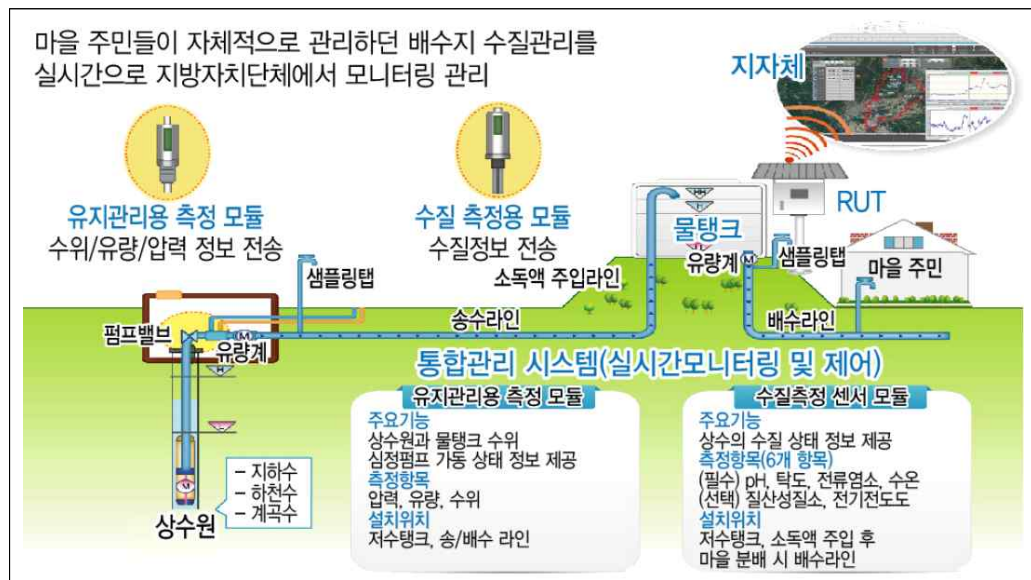 마을 주민들이 자체적으로 관리하던 배수지 수질관리를
실시간으로 지방자치단체에서 모니터링 관리
지자체
유지관리용 측정 모듈
수위/유량/압력 정보 전송
수질 측정용 모듈
수질정보 전송
HH
H
물탱크
RUT
샘플링탭
소독액 주입라인
유량계
M
샘플링탭
마을 주민
펌프밸브
M
유량계
송수라인
배수라인
H
L
M
상수원
- 지하수
- 하천수
- 계곡수
통합관리 시스템(실시간모니터링 및 제어)
유지관리용 측정 모듈
주요기능
상수원과 물탱크 수위
심정펌프 가동 상태 정보 제공
측정항목
압력, 유량, 수위
설치위치
저수탱크, 송/배수 라인
수질측정 센서 모듈
주요기능
상수의 수질 상태 정보 제공
측정항목(6개 항목)
(필수) pH, 탁도, 전류염소, 수온
(선택) 질산성질소, 전기전도도
설치위치
저수탱크, 소독액 주입 후
마을 분배 시 배수라인